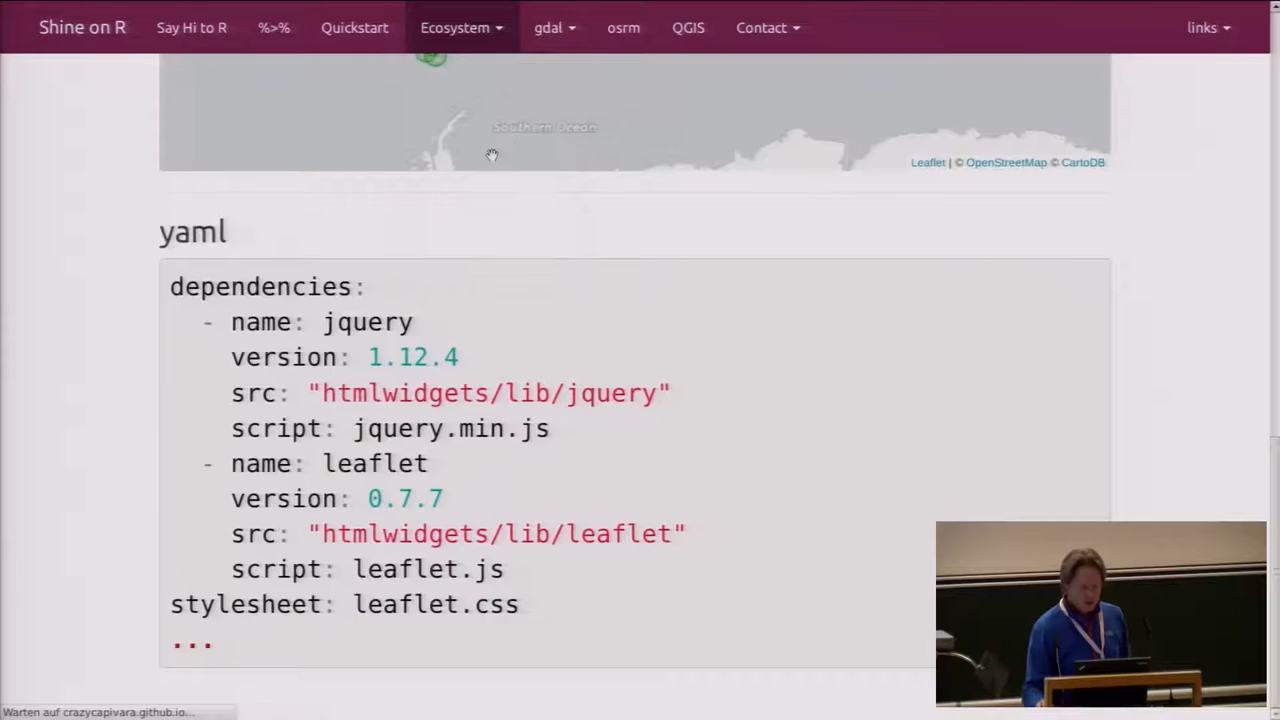 Shine on R Say Hi to R %>% Quickstart Ecosystem gdal osrm QGIS Contact links
Southern Ocean
Leaflet | © OpenStreetMap © CartoDB
yaml
dependencies:
- name: jquery
version: 1.12.4
src: "htmlwidgets/lib/jquery"
script: jquery.min.js
- name: leaflet
version: 0.7.7
src: "htmlwidgets/lib/leaflet"
script: leaflet.js
stylesheet: leaflet.css
...
Warten auf crazycapivara.github.io...